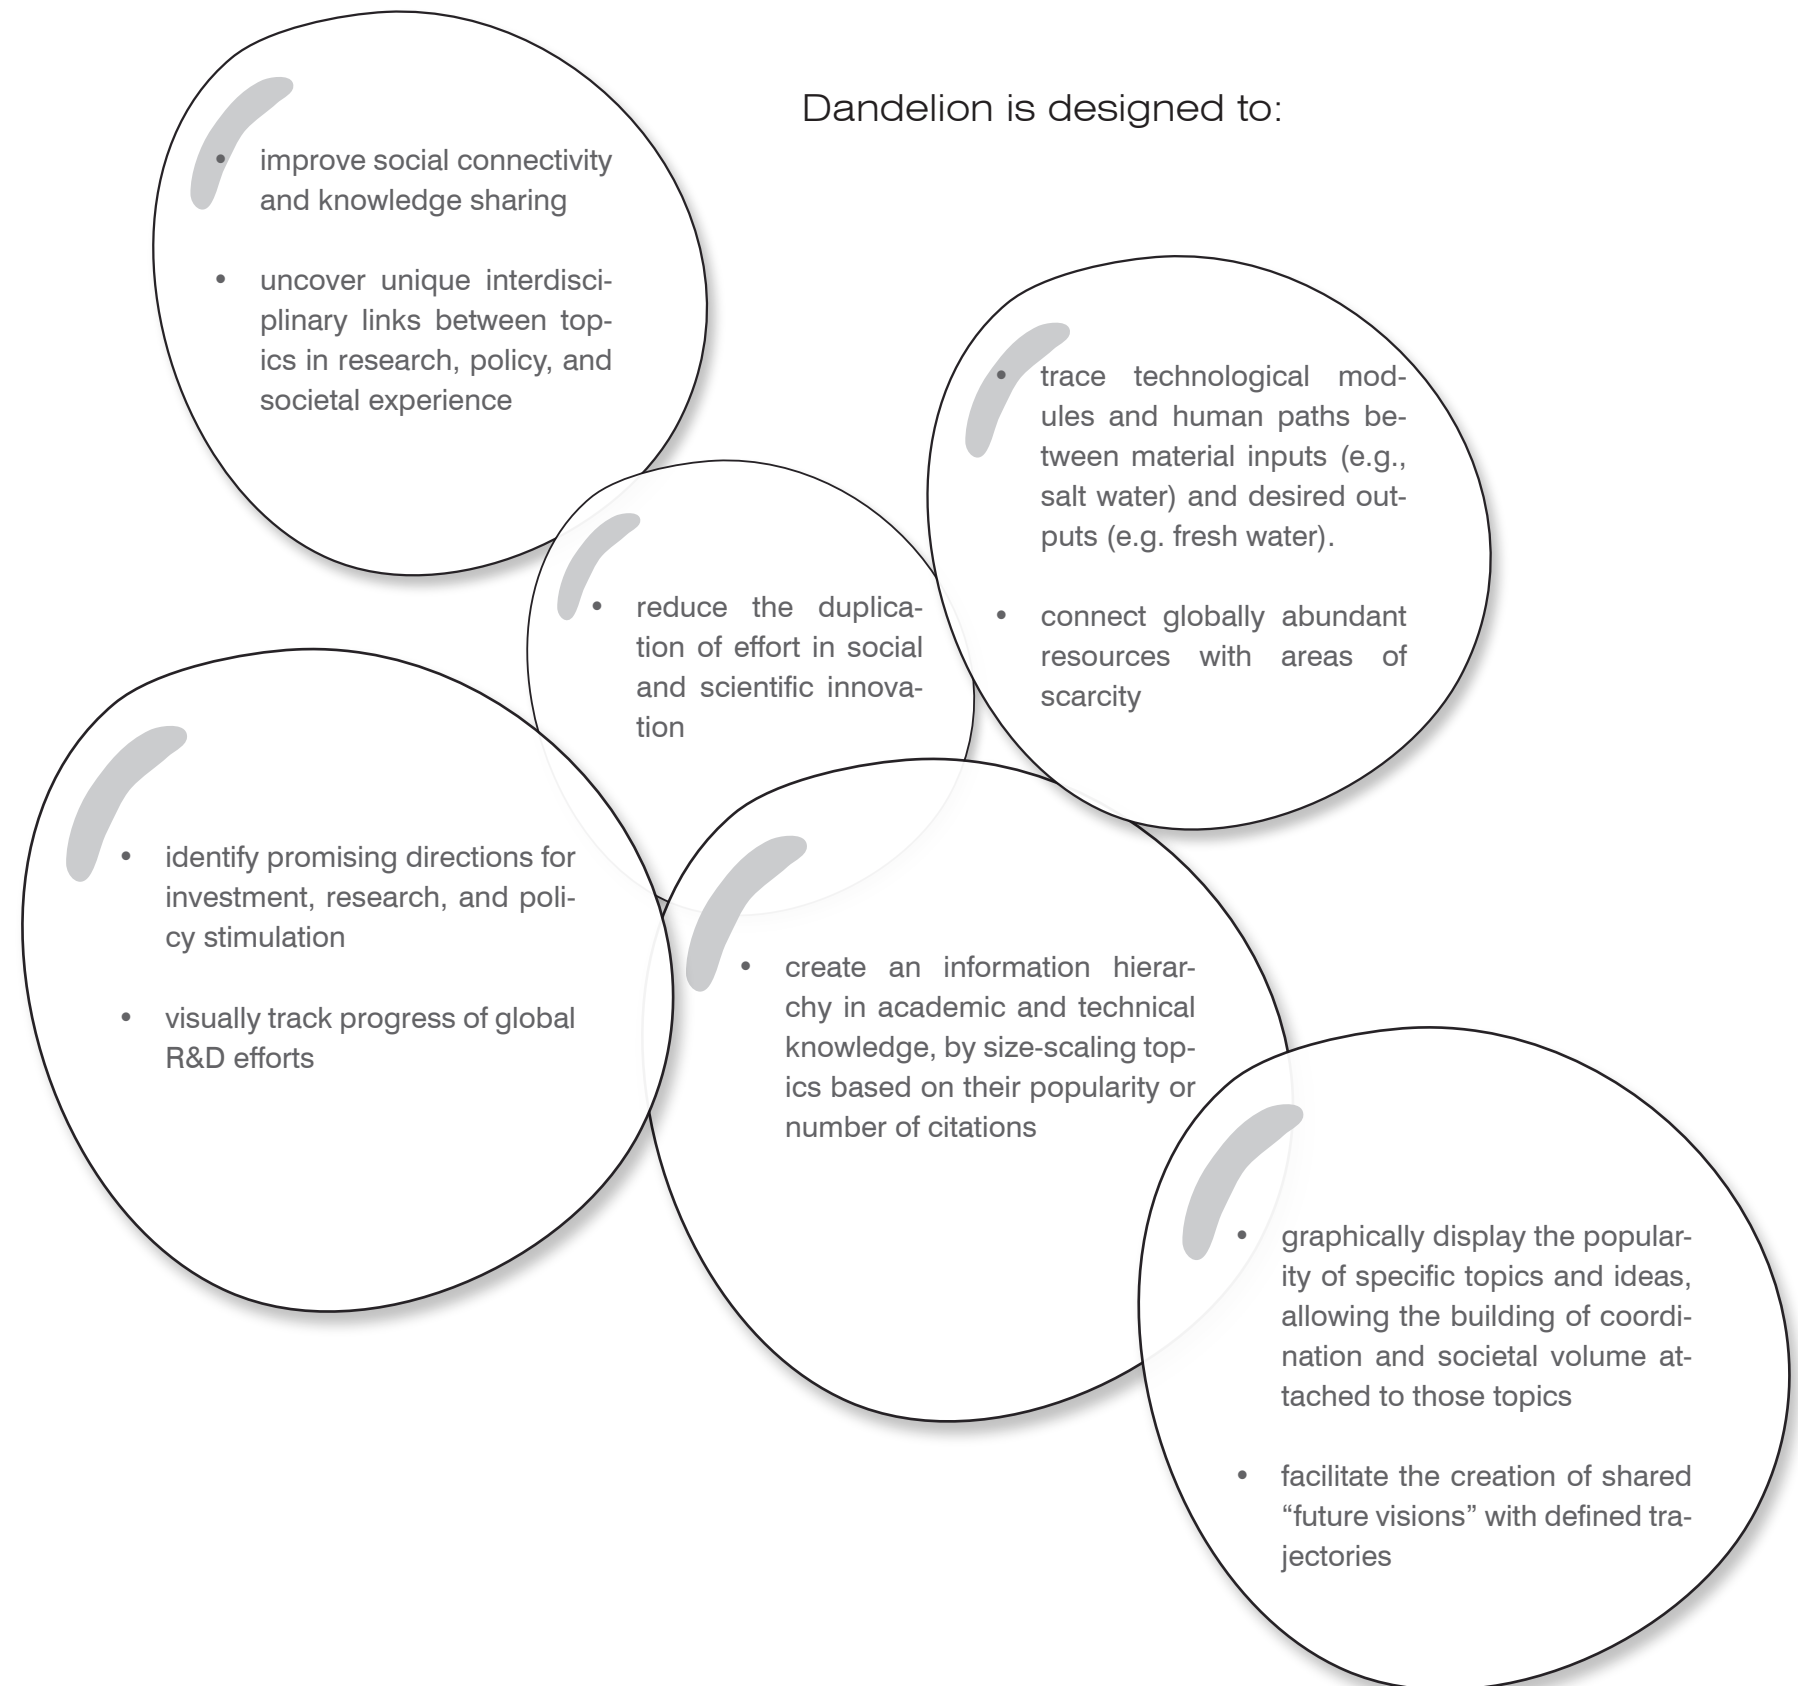 Dandelion is designed to:
• improve social connectivity
and knowledge sharing
• uncover unique interdisci-
plinary links between top-
ics in research, policy, and
societal experience
• trace technological mod-
ules and human paths be-
tween material inputs (e.g.,
salt water) and desired out-
puts (e.g. fresh water).
• connect globally abundant
resources with areas of
scarcity
• reduce the duplica-
tion of effort in social
and scientific innova-
tion
• identify promising directions for
investment, research, and poli-
cy stimulation
• visually track progress of global
R&D efforts
• create an information hierar-
chy in academic and technical
knowledge, by size-scaling top-
ics based on their popularity or
number of citations
• graphically display the popular-
ity of specific topics and ideas,
allowing the building of coordi-
nation and societal volume at-
tached to those topics
• facilitate the creation of shared
“future visions” with defined tra-
jectories